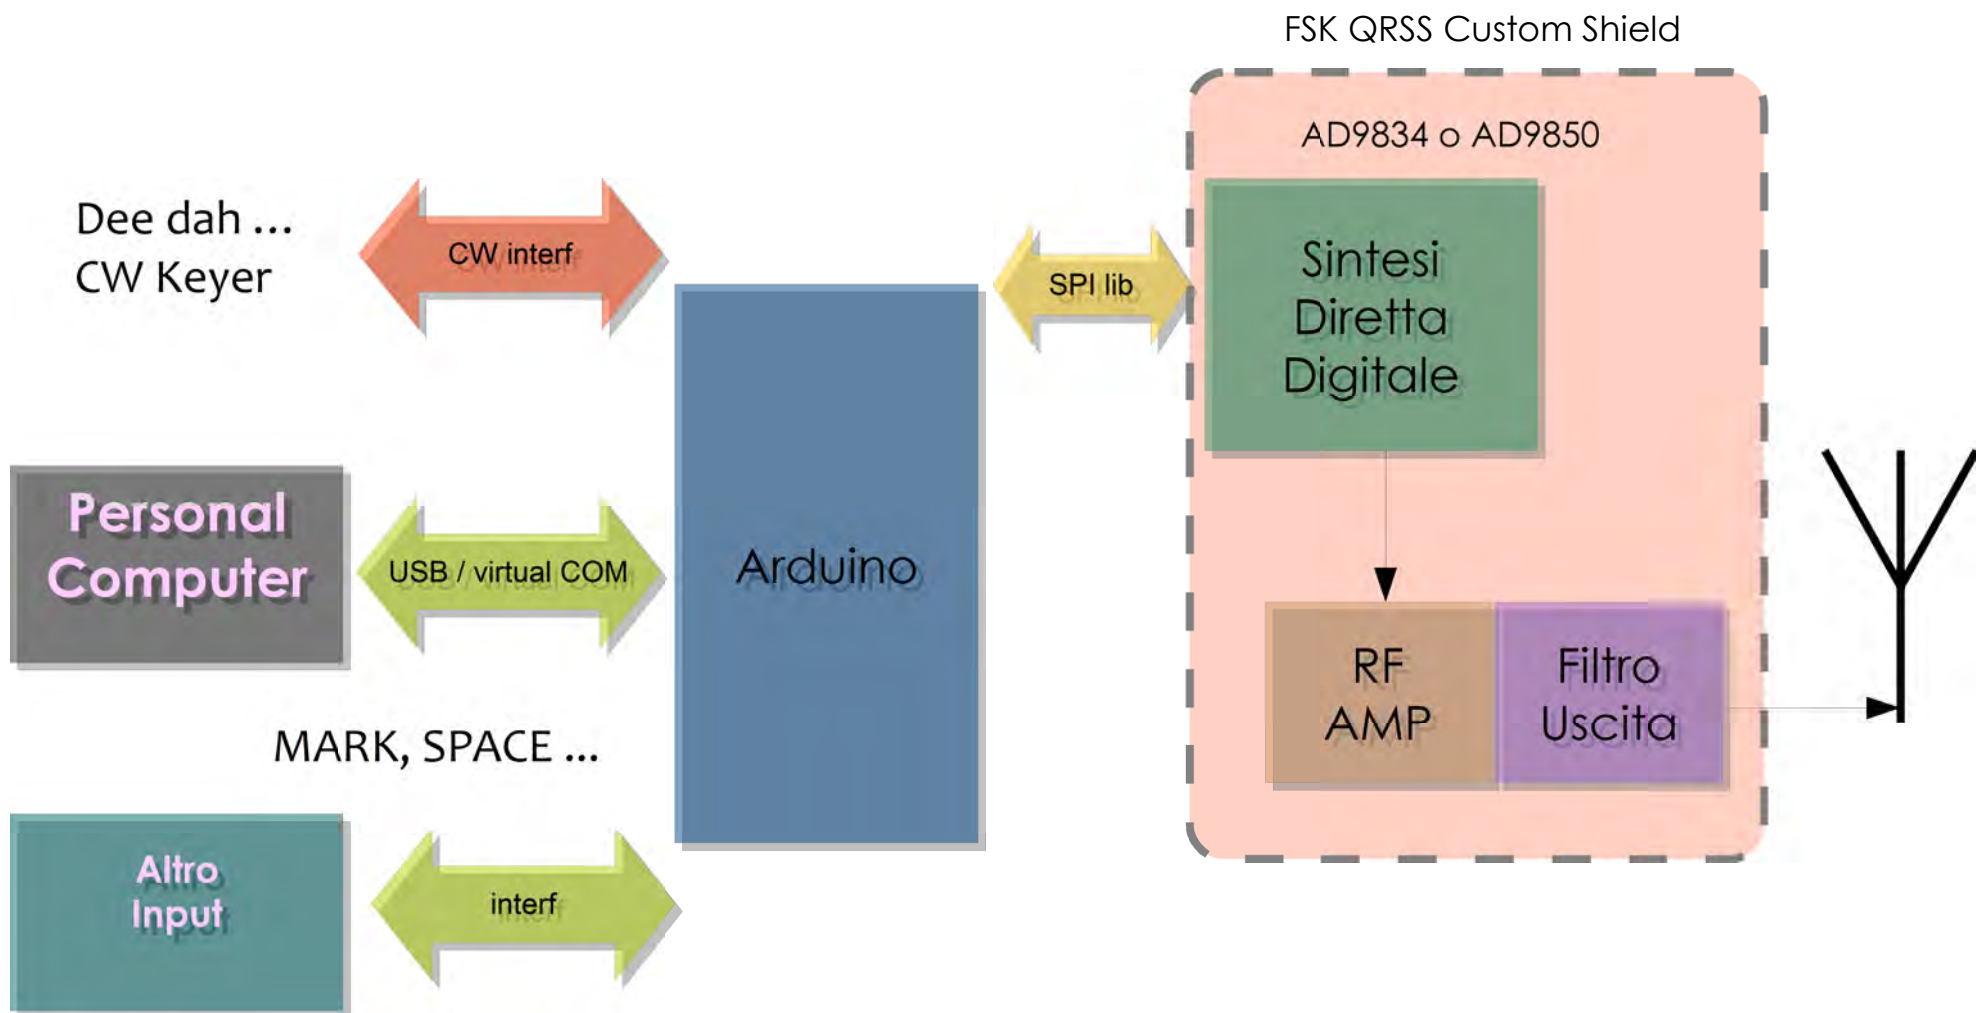 FSK QRSS Custom Shield
AD9834 o AD9850
Dee dah ...
CW Keyer
CW interf
SPI lib
Sintesi
Diretta
Digitale
Personal
Computer
USB / virtual COM
Arduino
RF
AMP
Filtro
Uscita
MARK, SPACE ...
Altro
Input
interf